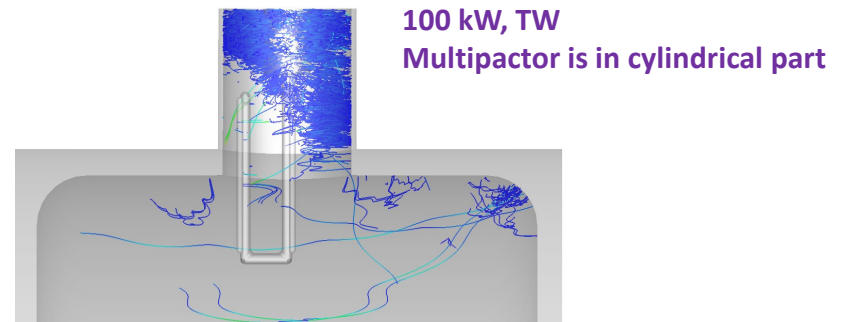 100 kW, TW
Multipactor is in cylindrical part